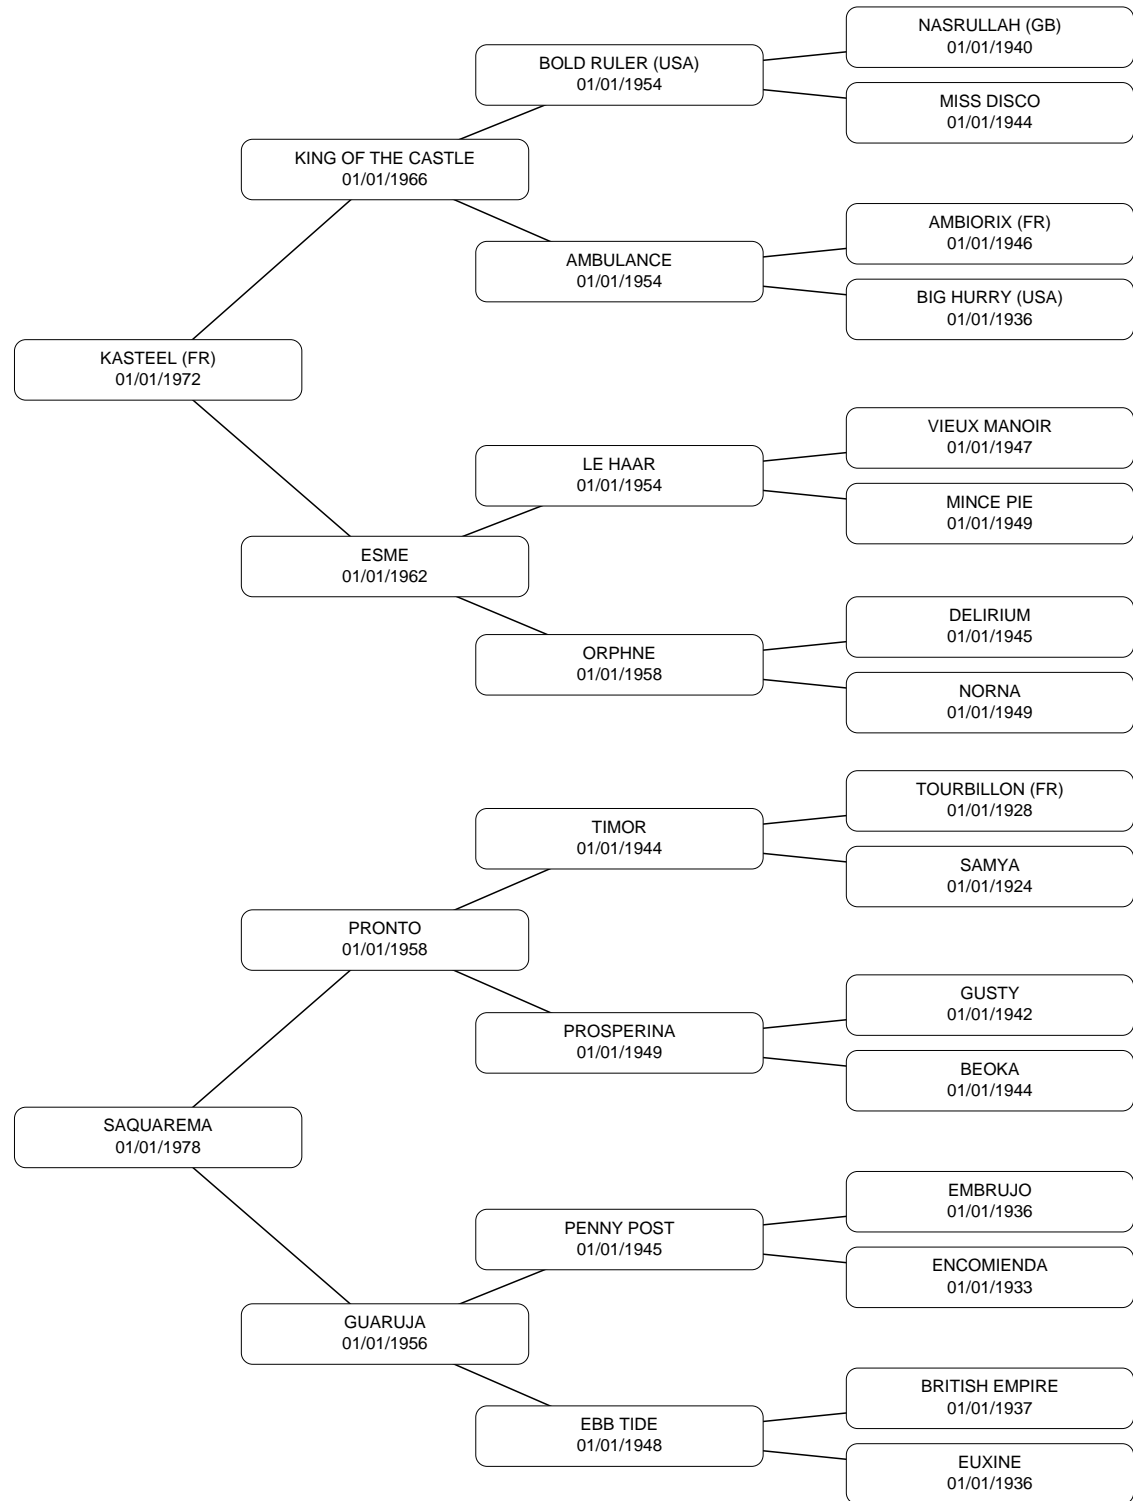 NASRULLAH (GB)
01/01/1940
BOLD RULER (USA)
01/01/1954
MISS DISCO
01/01/1944
KING OF THE CASTLE
01/01/1966
AMBIORIX (FR)
01/01/1946
AMBULANCE
01/01/1954
BIG HURRY (USA)
01/01/1936
KASTEEL (FR)
01/01/1972
VIEUX MANOIR
01/01/1947
LE HAAR
01/01/1954
MINCE PIE
01/01/1949
ESME
01/01/1962
DELIRIUM
01/01/1945
ORPHNE
01/01/1958
NORNA
01/01/1949
TOURBILLON (FR)
01/01/1928
TIMOR
01/01/1944
SAMYA
01/01/1924
PRONTO
01/01/1958
GUSTY
01/01/1942
PROSPERINA
01/01/1949
BEOKA
01/01/1944
SAQUAREMA
01/01/1978
EMBRUJO
01/01/1936
PENNY POST
01/01/1945
ENCOMIENDA
01/01/1933
GUARUJA
01/01/1956
BRITISH EMPIRE
01/01/1937
EBB TIDE
01/01/1948
EUXINE
01/01/1936